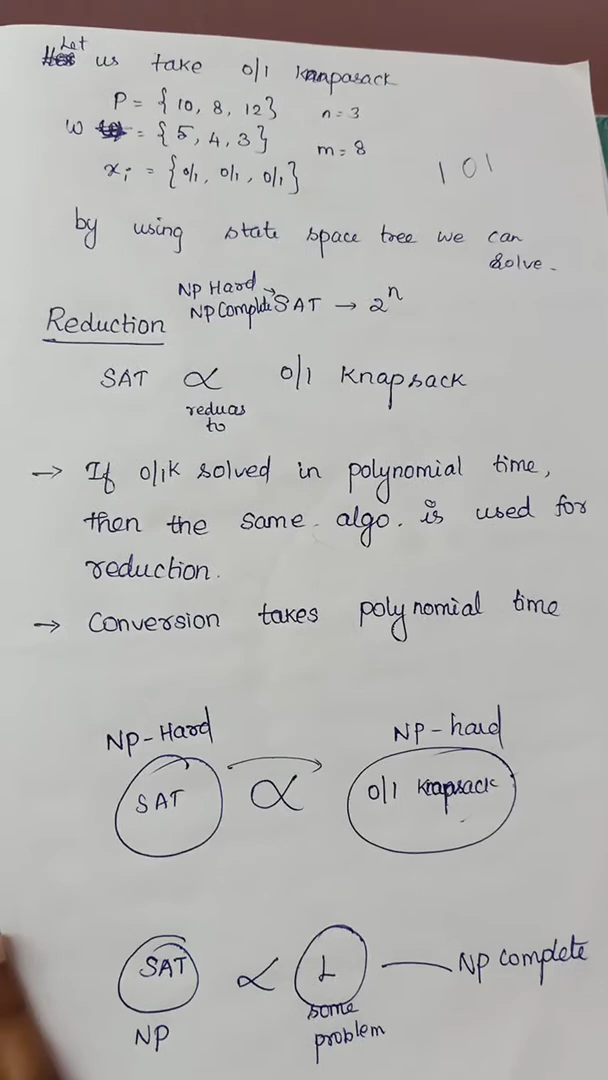 Let
us take 0/1 Knapasack
P = {10, 8, 12} n = 3
W = {5, 4, 3} m = 8
xi = {0/1, 0/1, 0/1} 1 0 1
by using state space tree we can
solve.
NP Hard →
Reduction NP Complete SAT → 2^n
SAT ∝ 0/1 Knapsack
reduas
to
→ If 0/1K solved in polynomial time,
then the same algo. is used for
reduction.
→ Conversion takes polynomial time
NP-Hard NP-hard
SAT ∝ 0/1 Knapsack
SAT ∝ L — NP complete
NP some
problem